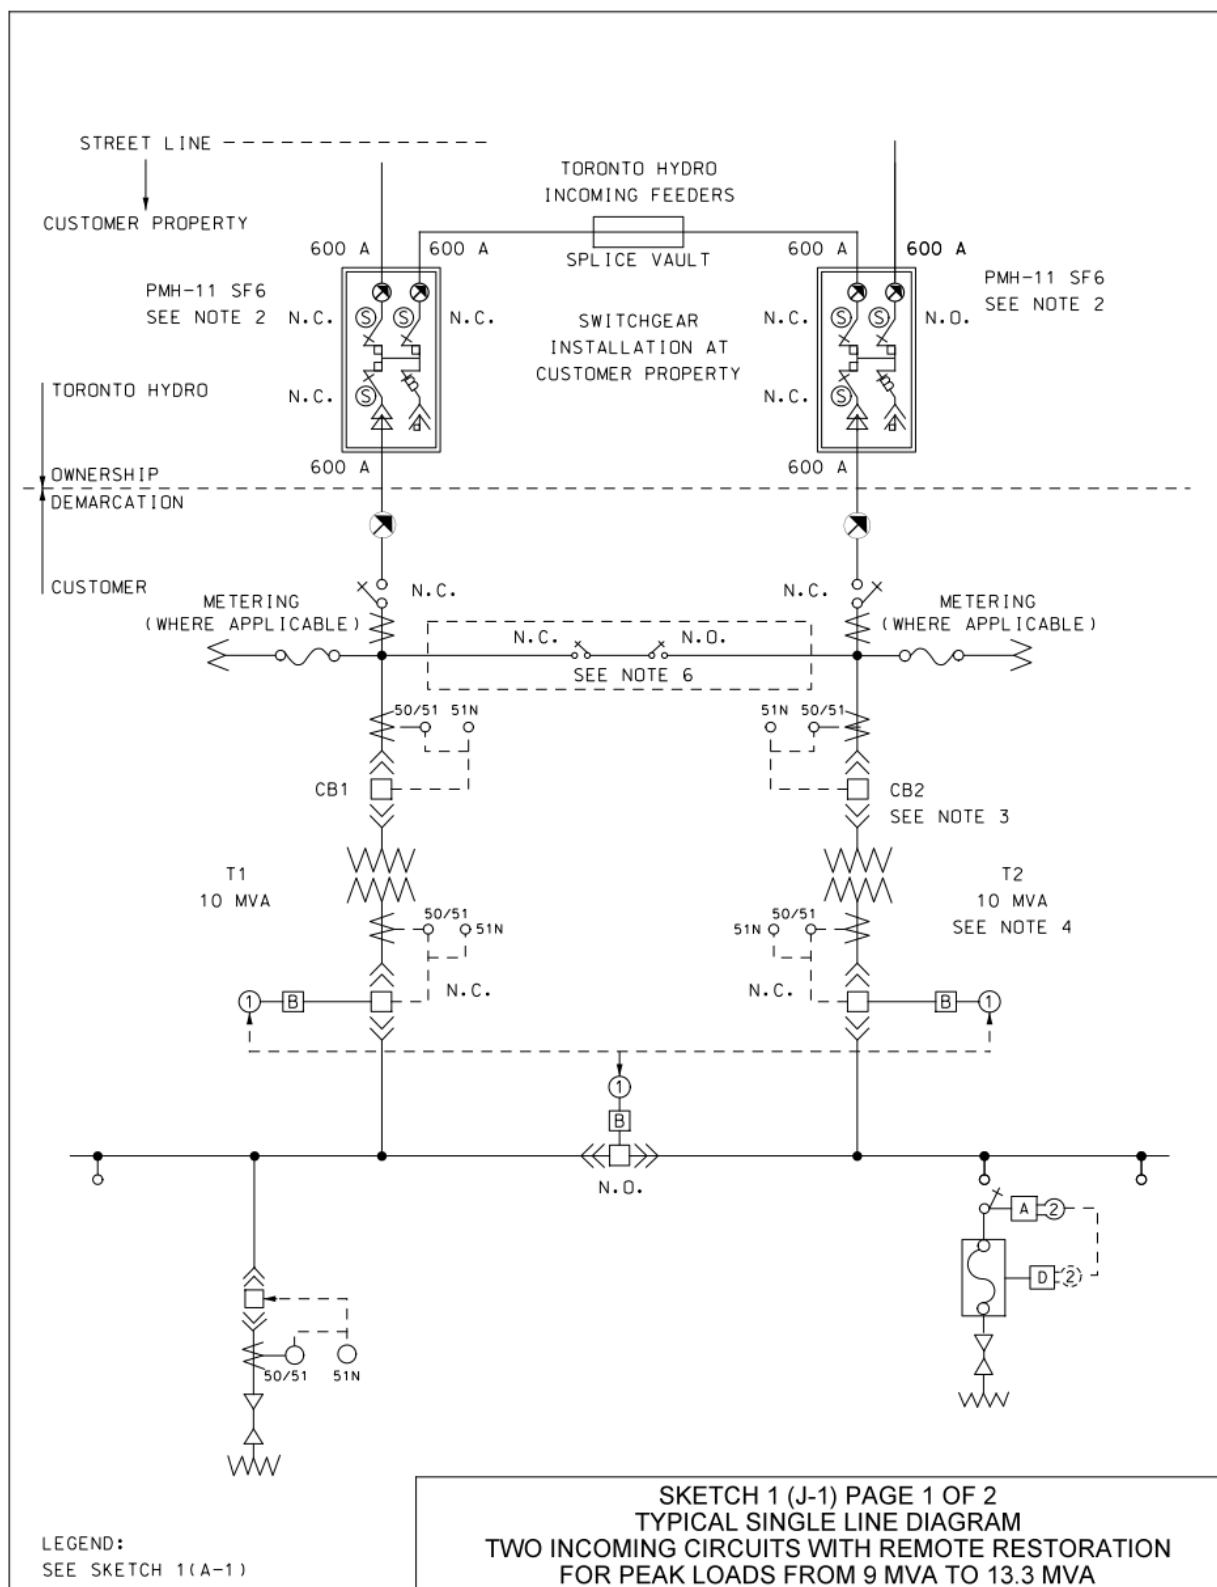 STREET LINE
CUSTOMER PROPERTY
TORONTO HYDRO
INCOMING FEEDERS
SPLICE VAULT
600 A
600 A
600 A
600 A
PMH-11 SF6
SEE NOTE 2
N.C.
S
S
N.C.
SWITCHGEAR
INSTALLATION AT
CUSTOMER PROPERTY
N.C.
S
S
N.O.
PMH-11 SF6
SEE NOTE 2
N.C.
S
N.C.
S
TORONTO HYDRO
600 A
600 A
OWNERSHIP
DEMARCATION
CUSTOMER
N.C.
N.C.
METERING
(WHERE APPLICABLE)
N.C.
N.O.
SEE NOTE 6
METERING
(WHERE APPLICABLE)
50/51
51N
51N
50/51
CB1
CB2
SEE NOTE 3
T1
10 MVA
T2
10 MVA
SEE NOTE 4
50/51
51N
50/51
51N
N.C.
N.C.
1
B
B
1
1
B
N.O.
A
2
D
2
50/51
51N
LEGEND:
SEE SKETCH 1(A-1)
SKETCH 1 (J-1) PAGE 1 OF 2
TYPICAL SINGLE LINE DIAGRAM
TWO INCOMING CIRCUITS WITH REMOTE RESTORATION
FOR PEAK LOADS FROM 9 MVA TO 13.3 MVA